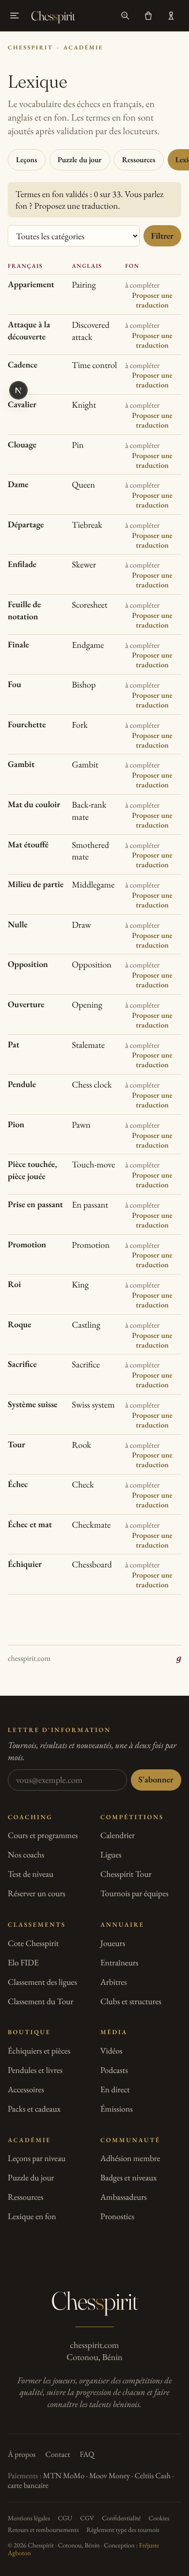 Chesspirit
CHESSPIRIT · ACADÉMIE
Lexique
Le vocabulaire des échecs en français, en
anglais et en fon. Les termes en fon sont
ajoutés après validation par des locuteurs.
Leçons
Puzzle du jour
Ressources
Lexi
Termes en fon validés : 0 sur 33. Vous parlez
fon ? Proposez une traduction.
Toutes les catégories
Filtrer
FRANÇAIS ANGLAIS FON
Appariement Pairing à compléter
Proposer une
traduction
Attaque à la Discovered à compléter
découverte attack Proposer une
traduction
Cadence Time control à compléter
Proposer une
traduction
N
Cavalier Knight à compléter
Proposer une
traduction
Clouage Pin à compléter
Proposer une
traduction
Dame Queen à compléter
Proposer une
traduction
Départage Tiebreak à compléter
Proposer une
traduction
Enfilade Skewer à compléter
Proposer une
traduction
Feuille de Scoresheet à compléter
notation Proposer une
traduction
Finale Endgame à compléter
Proposer une
traduction
Fou Bishop à compléter
Proposer une
traduction
Fourchette Fork à compléter
Proposer une
traduction
Gambit Gambit à compléter
Proposer une
traduction
Mat du couloir Back-rank à compléter
mate Proposer une
traduction
Mat étouffé Smothered à compléter
mate Proposer une
traduction
Milieu de partie Middlegame à compléter
Proposer une
traduction
Nulle Draw à compléter
Proposer une
traduction
Opposition Opposition à compléter
Proposer une
traduction
Ouverture Opening à compléter
Proposer une
traduction
Pat Stalemate à compléter
Proposer une
traduction
Pendule Chess clock à compléter
Proposer une
traduction
Pion Pawn à compléter
Proposer une
traduction
Pièce touchée, Touch-move à compléter
pièce jouée Proposer une
traduction
Prise en passant En passant à compléter
Proposer une
traduction
Promotion Promotion à compléter
Proposer une
traduction
Roi King à compléter
Proposer une
traduction
Roque Castling à compléter
Proposer une
traduction
Sacrifice Sacrifice à compléter
Proposer une
traduction
Système suisse Swiss system à compléter
Proposer une
traduction
Tour Rook à compléter
Proposer une
traduction
Échec Check à compléter
Proposer une
traduction
Échec et mat Checkmate à compléter
Proposer une
traduction
Échiquier Chessboard à compléter
Proposer une
traduction
chesspirit.com g
LETTRE D'INFORMATION
Tournois, résultats et nouveautés, une à deux fois par
mois.
vous@exemple.com
S'abonner
COACHING COMPÉTITIONS
Cours et programmes Calendrier
Nos coachs Ligues
Test de niveau Chesspirit Tour
Réserver un cours Tournois par équipes
CLASSEMENTS ANNUAIRE
Cote Chesspirit Joueurs
Elo FIDE Entraîneurs
Classement des ligues Arbitres
Classement du Tour Clubs et structures
BOUTIQUE MÉDIA
Échiquiers et pièces Vidéos
Pendules et livres Podcasts
Accessoires En direct
Packs et cadeaux Émissions
ACADÉMIE COMMUNAUTÉ
Leçons par niveau Adhésion membre
Puzzle du jour Badges et niveaux
Ressources Ambassadeurs
Lexique en fon Pronostics
Chesspirit
chesspirit.com
Cotonou, Bénin
Former les joueurs, organiser des compétitions de
qualité, suivre la progression de chacun et faire
connaître les talents béninois.
À propos Contact FAQ
Paiements : MTN MoMo · Moov Money · Celtiis Cash ·
carte bancaire
Mentions légales CGU CGV Confidentialité Cookies
Retours et remboursements Règlement type des tournois
© 2026 Chesspirit · Cotonou, Bénin · Conception : Fréjuste
Agboton